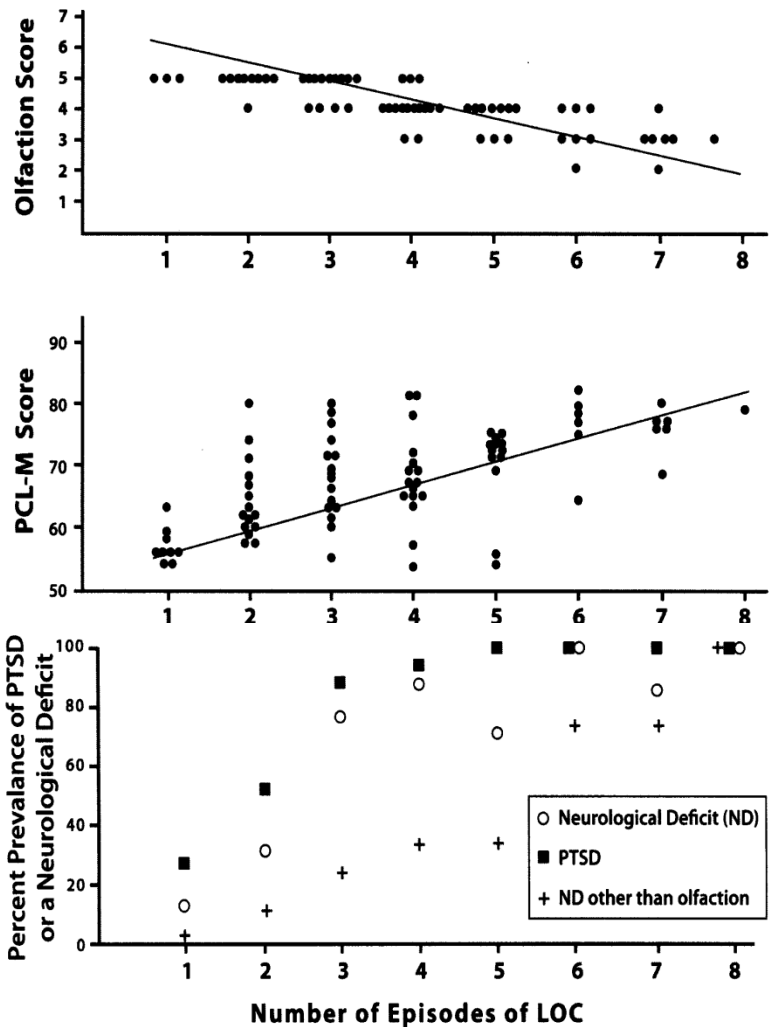 Olfaction Score
7
6
5
4
3
2
1
1 2 3 4 5 6 7 8
PCL-M Score
90
80
70
60
50
1 2 3 4 5 6 7 8
Percent Prevalance of PTSD
or a Neurological Deficit
100
80
60
40
20
0
Neurological Deficit (ND)
PTSD
ND other than olfaction
1 2 3 4 5 6 7 8
Number of Episodes of LOC